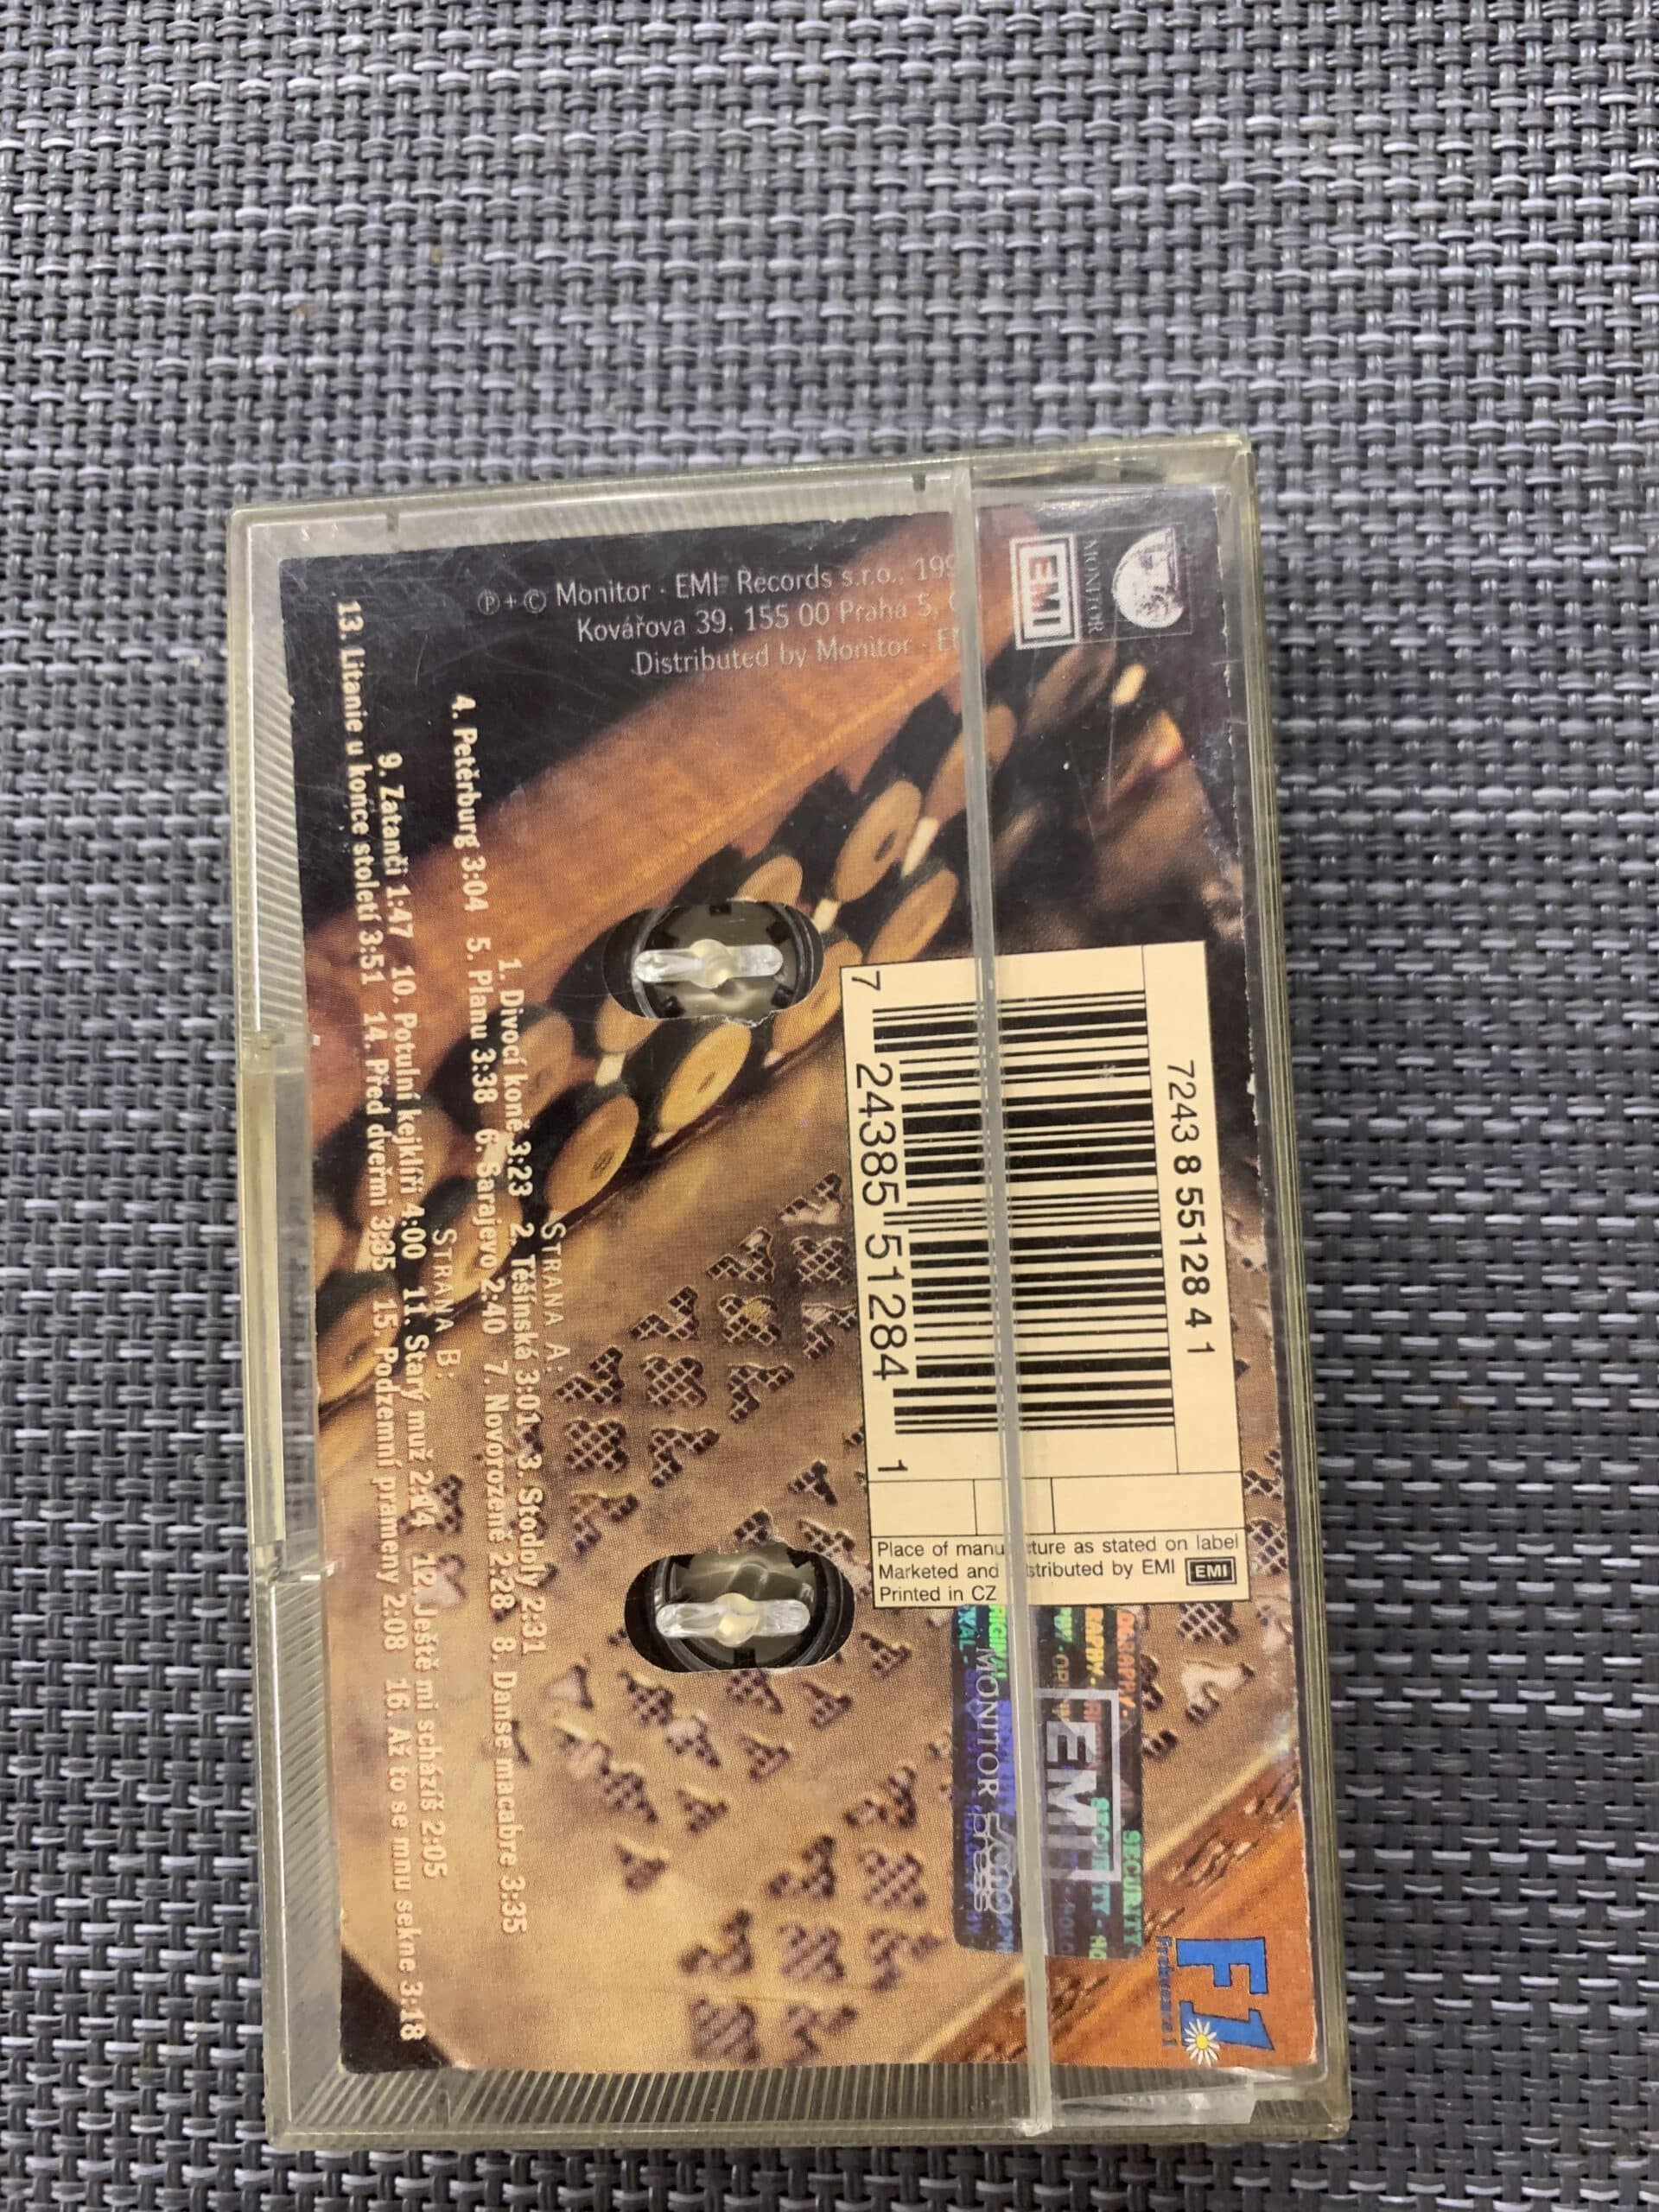 Ⓟ + © Monitor · EMI Records s.r.o., 199
Kovářova 39, 155 00 Praha 5,
Distributed by Monitor - E
EMI
MONITOR
STRANA A:
1. Divocí koně 3:23 2. Těšínská 3:01 3. Stodoly 2:31
4. Petěrburg 3:04 5. Planu 3:38 6. Sarajevo 2:40 7. Novorozeně 2:28 8. Danse macabre 3:35
STRANA B:
9. Zatanči 1:47 10. Potulní kejklíři 4:00 11. Starý muž 2:14 12. Ještě mi scházíš 2:05
13. Litanie u konce století 3:51 14. Před dveřmi 3:35 15. Podzemní prameny 2:08 16. Až to se mnu sekne 3:18
7243 8 55128 4 1
7 24385 51284 1
Place of manu ture as stated on label
Marketed and stributed by EMI EMI
Printed in CZ
MONITOR
EMI
SECURITY
ORIGINAL
F1
Frekvence 1